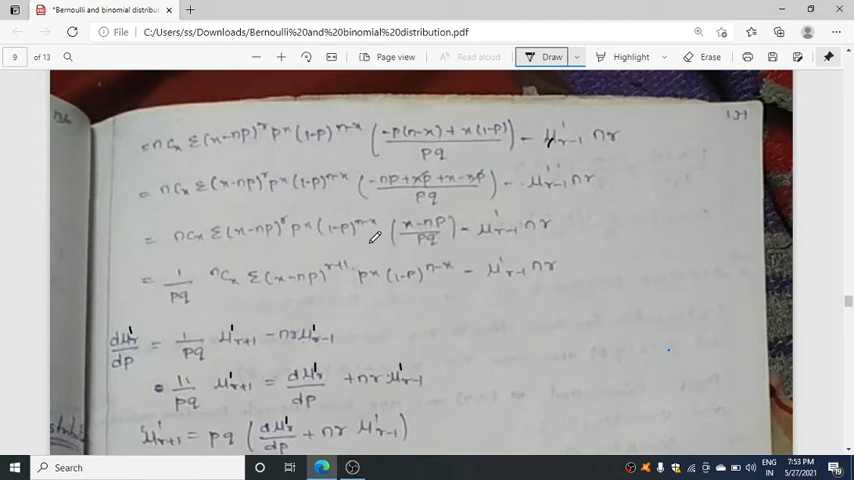 *Bernoulli and binomial distribut
File | C:/Users/ss/Downloads/Bernoulli%20and%20binomial%20distribution.pdf
9 of 13 Page view Read aloud Draw Highlight Erase
= nCx Σ(x-np)^r p^x (1-p)^n-x (-p(n-x)+x(1-p)/pq) - μ'r-1 nr
= nCx Σ(x-np)^r p^x (1-p)^n-x (-np+xp+x-xp/pq) - μ'r-1 nr
= nCx Σ(x-np)^r p^x (1-p)^n-x (x-np/pq) - μ'r-1 nr
= 1/pq nCx Σ(x-np)^r+1 p^x (1-p)^n-x - μ'r-1 nr
dμ'r/dp = 1/pq μ'r+1 - nrμ'r-1
1/pq μ'r+1 = dμ'r/dp + nr μ'r-1
μ'r+1 = pq (dμ'r/dp + nr μ'r-1)
Search
ENG
IN
7:53 PM
5/27/2021